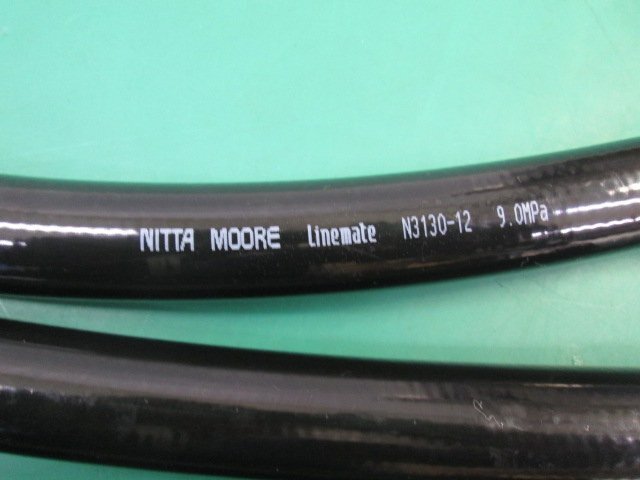 NITTA MOORE Linemate N3130-12 9.0MPa